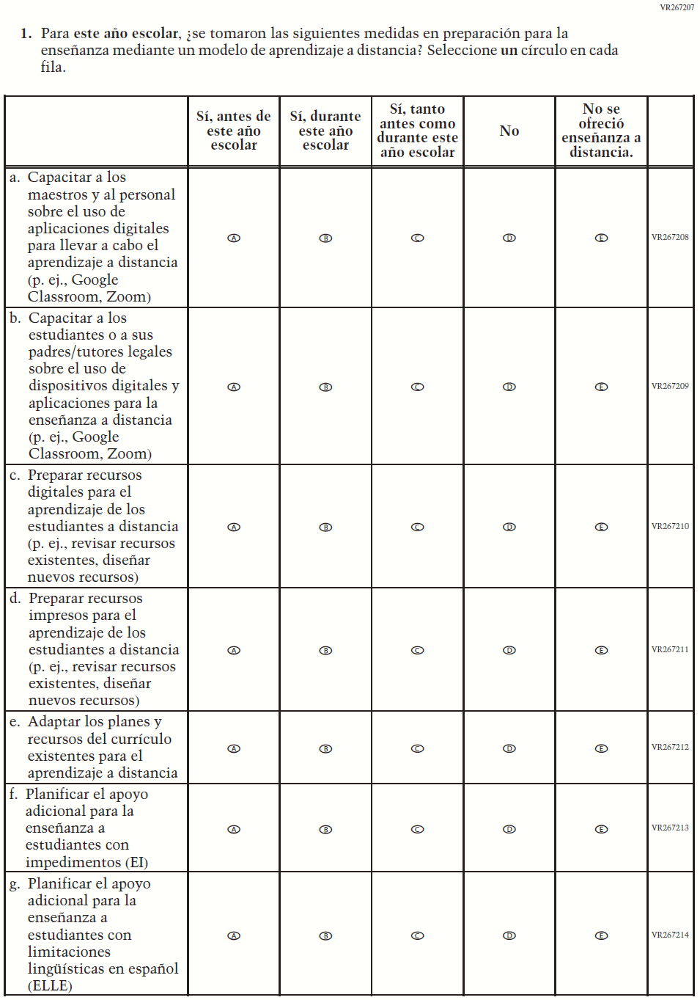 VR267207
1. Para este año escolar, ¿se tomaron las siguientes medidas en preparación para la
enseñanza mediante un modelo de aprendizaje a distancia? Seleccione un círculo en cada
fila.
Sí, antes de
este año
escolar
Sí, durante
este año
escolar
Sí, tanto
antes como
durante este
año escolar
No
No se
ofreció
enseñanza a
distancia.
a. Capacitar a los
maestros y al personal
sobre el uso de
aplicaciones digitales
para llevar a cabo el
aprendizaje a distancia
(p. ej., Google
Classroom, Zoom)
A B C D E VR267208
b. Capacitar a los
estudiantes o a sus
padres/tutores legales
sobre el uso de
dispositivos digitales y
aplicaciones para la
enseñanza a distancia
(p. ej., Google
Classroom, Zoom)
A B C D E VR267209
c. Preparar recursos
digitales para el
aprendizaje de los
estudiantes a distancia
(p. ej., revisar recursos
existentes, diseñar
nuevos recursos)
A B C D E VR267210
d. Preparar recursos
impresos para el
aprendizaje de los
estudiantes a distancia
(p. ej., revisar recursos
existentes, diseñar
nuevos recursos)
A B C D E VR267211
e. Adaptar los planes y
recursos del currículo
existentes para el
aprendizaje a distancia
A B C D E VR267212
f. Planificar el apoyo
adicional para la
enseñanza a
estudiantes con
impedimentos (EI)
A B C D E VR267213
g. Planificar el apoyo
adicional para la
enseñanza a
estudiantes con
limitaciones
lingüísticas en español
(ELLE)
A B C D E VR267214